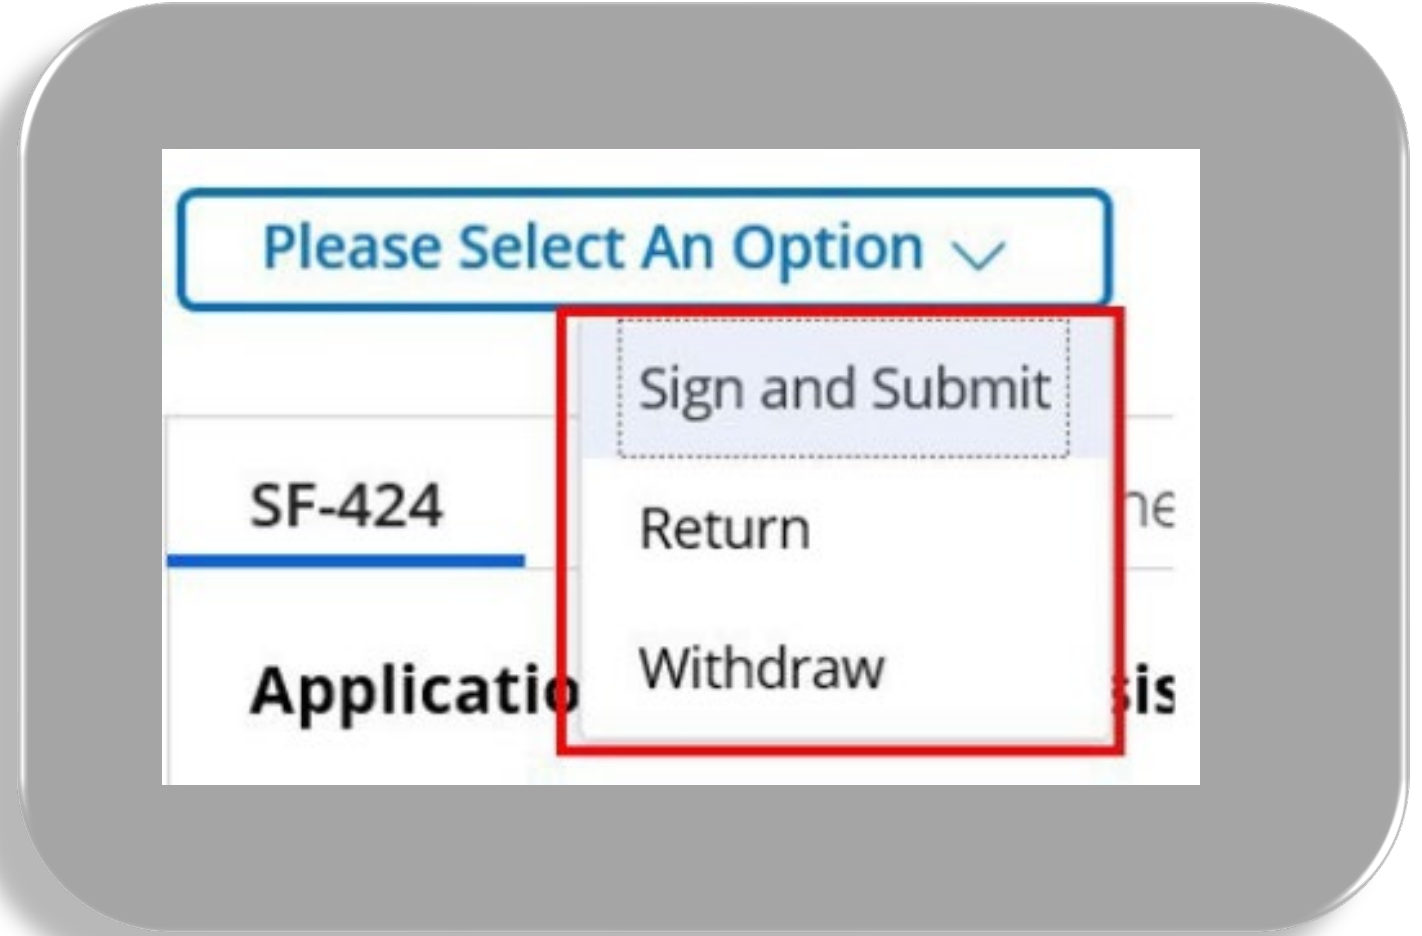 Please Select An Option
Sign and Submit
SF-424
Return
Withdraw